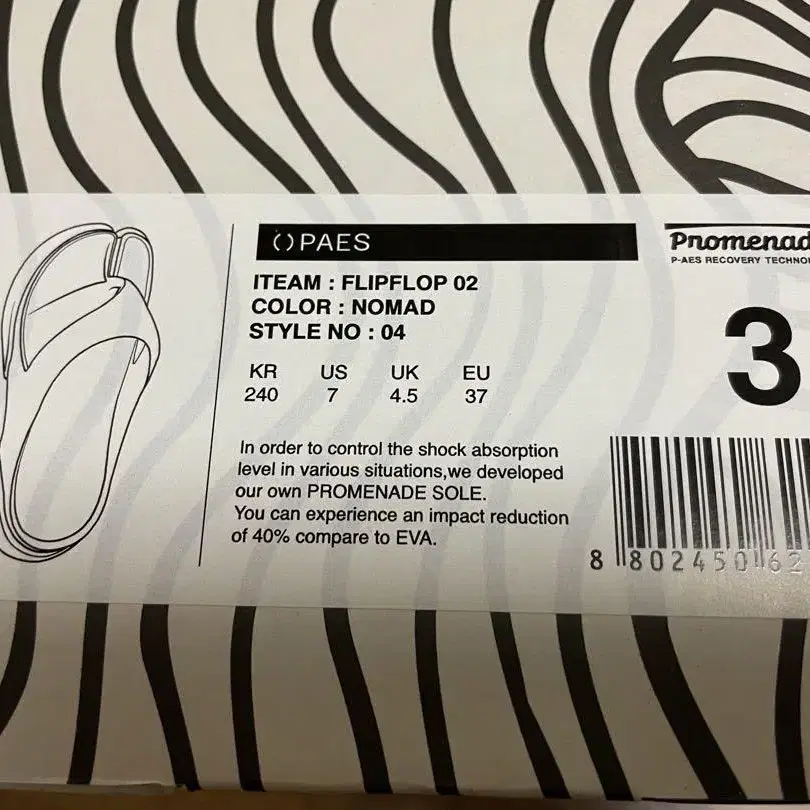 PAES
ITEAM : FLIPFLOP 02
COLOR : NOMAD
STYLE NO : 04
KR US UK EU
240 7 4.5 37
In order to control the shock absorption
level in various situations,we developed
our own PROMENADE SOLE.
You can experience an impact reduction
of 40% compare to EVA.
Promenad
P-AES RECOVERY TECHNO
3
8 802450 62